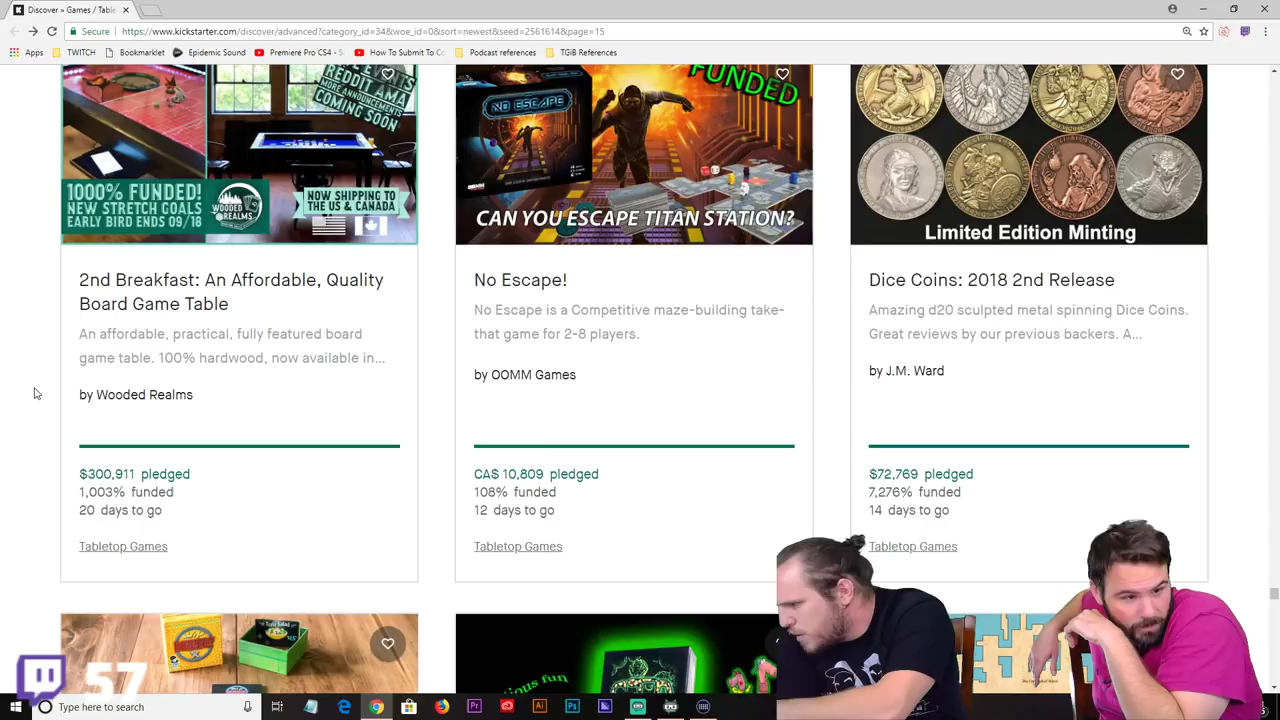 Discover » Games / Table
Secure
https://www.kickstarter.com/discover/advanced?category_id=34&woe_id=0&sort=newest&seed=2561614&page=15
Apps
TWITCH
Bookmarklet
Epidemic Sound
Premiere Pro CS4 -
How To Submit To Co
Podcast references
TGiB References
REDDIT AMA
MORE ANNOUNCEMENTS
COMING SOON
1000% FUNDED!
NEW STRETCH GOALS
EARLY BIRD ENDS 09/18
WOODED
REALMS
NOW SHIPPING TO
THE US & CANADA
FUNDED
NO ESCAPE
CAN YOU ESCAPE TITAN STATION?
Limited Edition Minting
2nd Breakfast: An Affordable, Quality
Board Game Table
An affordable, practical, fully featured board
game table. 100% hardwood, now available in...
by Wooded Realms
$300,911 pledged
1,003% funded
20 days to go
Tabletop Games
No Escape!
No Escape is a Competitive maze-building take-
that game for 2-8 players.
by OOMM Games
CA$ 10,809 pledged
108% funded
12 days to go
Tabletop Games
Dice Coins: 2018 2nd Release
Amazing d20 sculpted metal spinning Dice Coins.
Great reviews by our previous backers. A...
by J.M. Ward
$72,769 pledged
7,276% funded
14 days to go
Tabletop Games
Tuna Salad
57
Type here to search